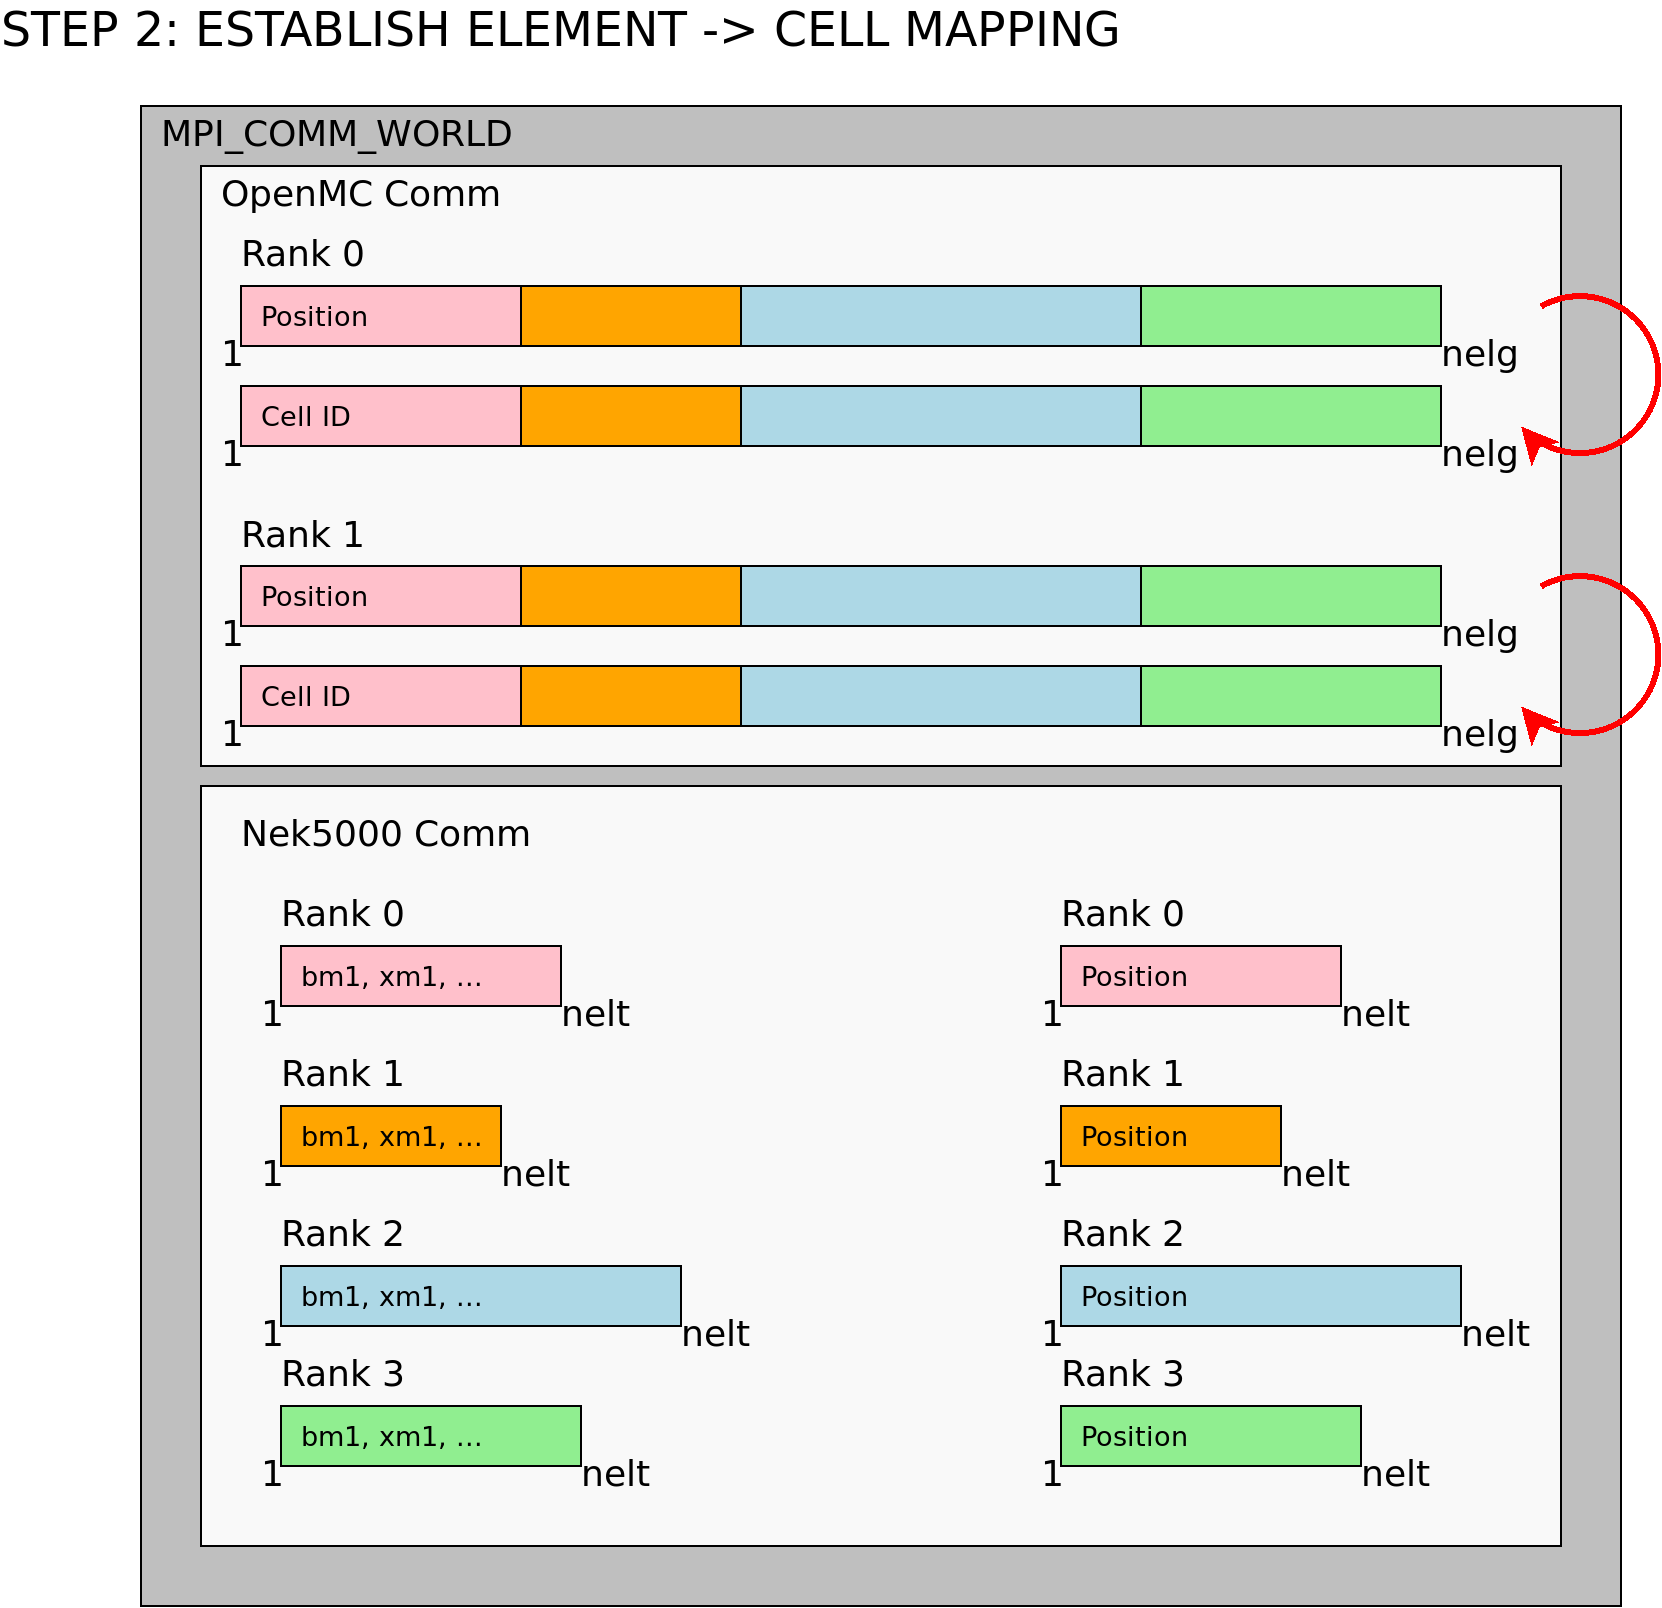 STEP 2: ESTABLISH ELEMENT -> CELL MAPPING
MPI_COMM_WORLD
OpenMC Comm
Rank 0
Position
1 nelg
Cell ID
1 nelg
Rank 1
Position
1 nelg
Cell ID
1 nelg
Nek5000 Comm
Rank 0 Rank 0
bm1, xm1, ... Position
1 nelt 1 nelt
Rank 1 Rank 1
bm1, xm1, ... Position
1 nelt 1 nelt
Rank 2 Rank 2
bm1, xm1, ... Position
1 nelt 1 nelt
Rank 3 Rank 3
bm1, xm1, ... Position
1 nelt 1 nelt